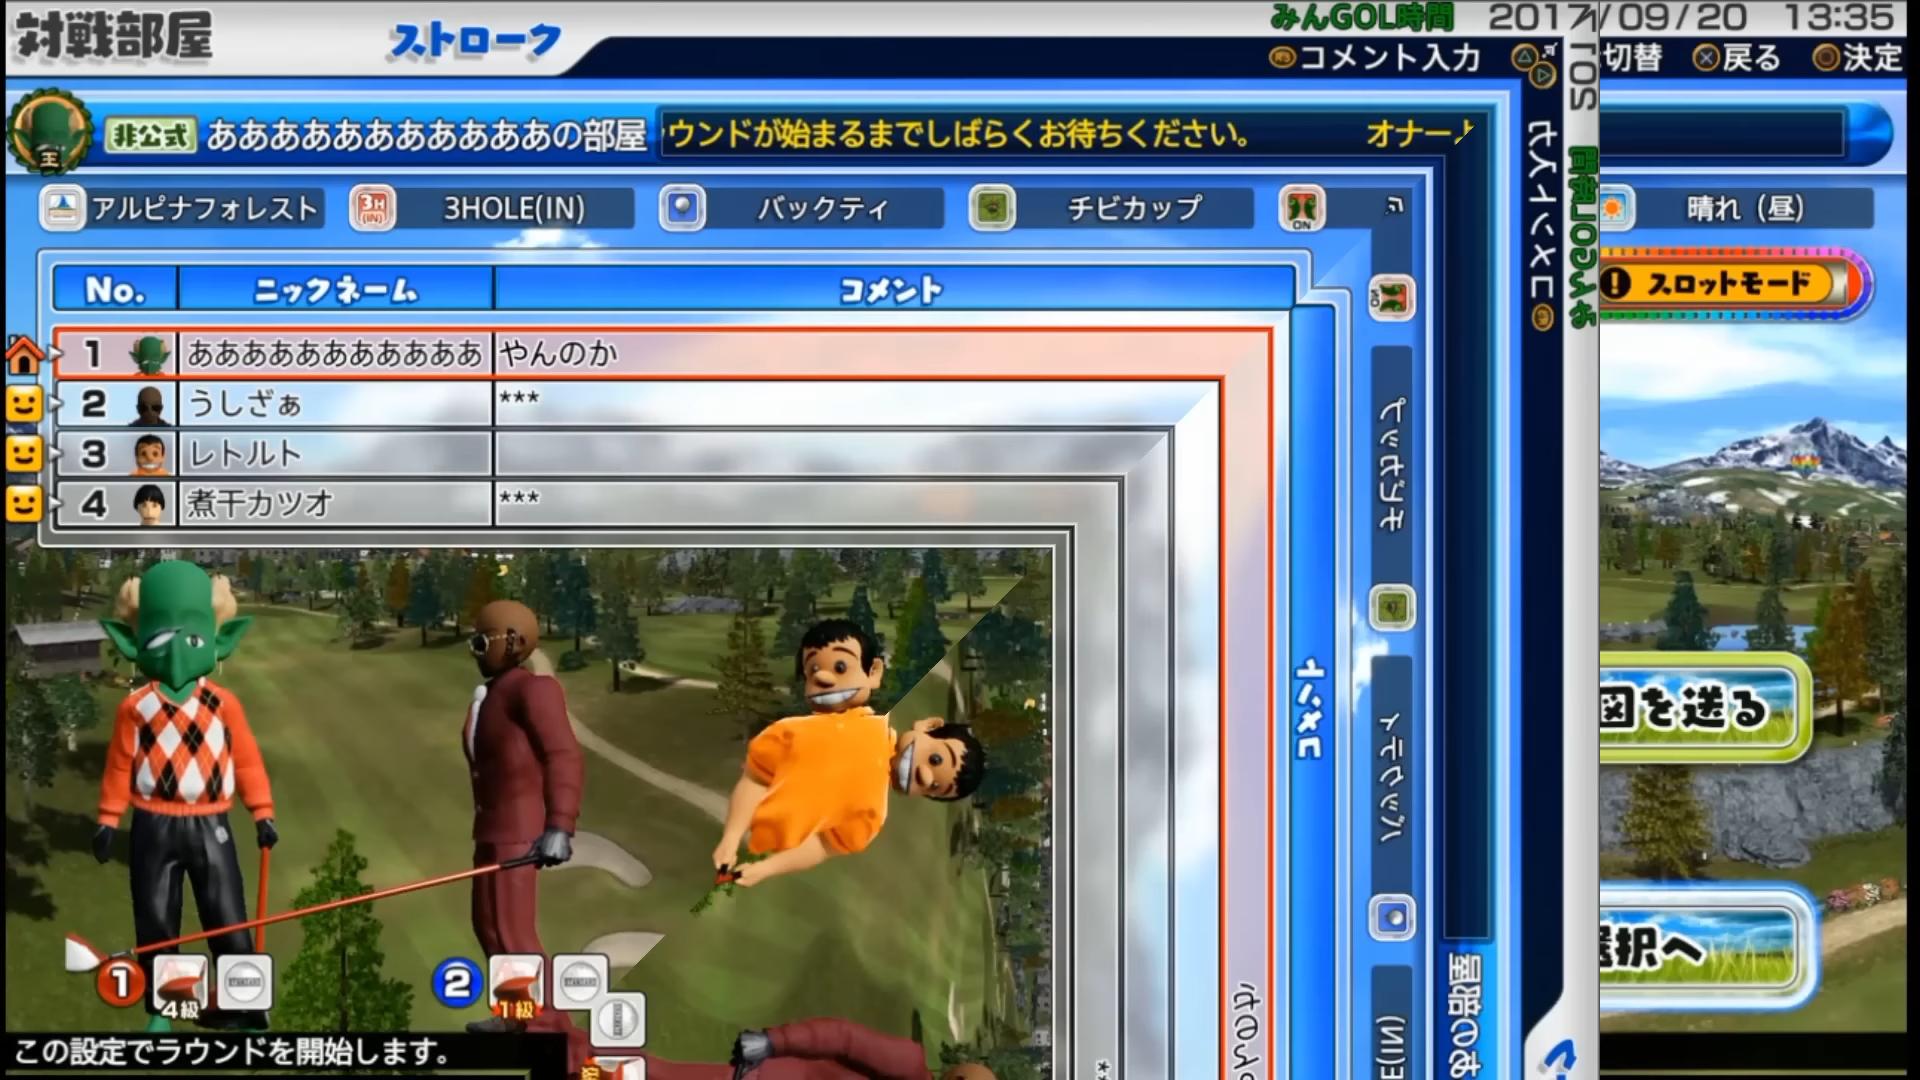 対戦部屋
ストローク
みんGOL時間 2017/09/20 13:35
R3 コメント入力
切替 戻る 決定
王 非公式 あああああああああああの部屋
ウンドが始まるまでしばらくお待ちください。 オナー
アルピナフォレスト
3H (IN) 3HOLE(IN)
バックティ
チビカップ
ON
晴れ（昼）
スロットモード
No. ニックネーム コメント
1 あああああああああああ やんのか
2 うしざぁ ***
3 レトルト
4 煮干カツオ ***
を送る
択へ
1 4級 STANDARD
2 1級 STANDARD
この設定でラウンドを開始します。